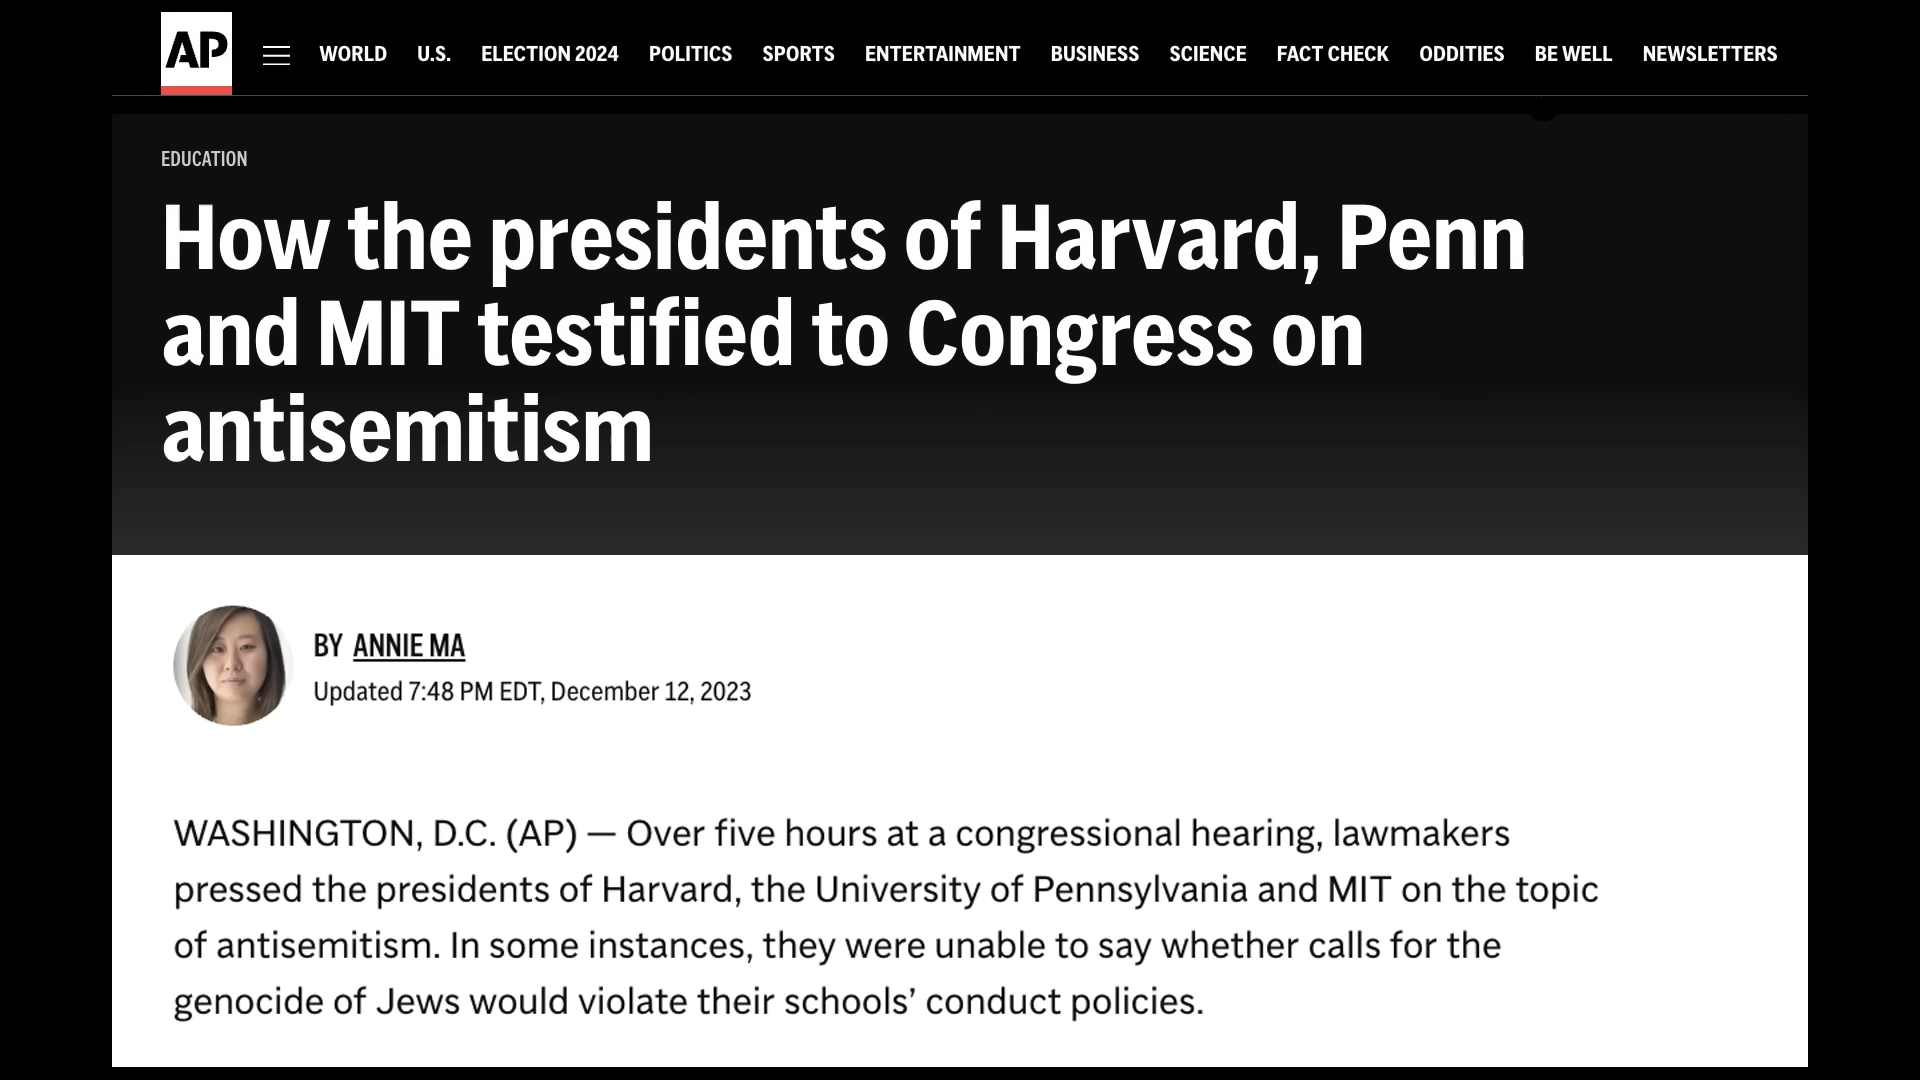 AP
WORLD U.S. ELECTION 2024 POLITICS SPORTS ENTERTAINMENT BUSINESS SCIENCE FACT CHECK ODDITIES BE WELL NEWSLETTERS
EDUCATION
How the presidents of Harvard, Penn
and MIT testified to Congress on
antisemitism
BY ANNIE MA
Updated 7:48 PM EDT, December 12, 2023
WASHINGTON, D.C. (AP) — Over five hours at a congressional hearing, lawmakers
pressed the presidents of Harvard, the University of Pennsylvania and MIT on the topic
of antisemitism. In some instances, they were unable to say whether calls for the
genocide of Jews would violate their schools’ conduct policies.